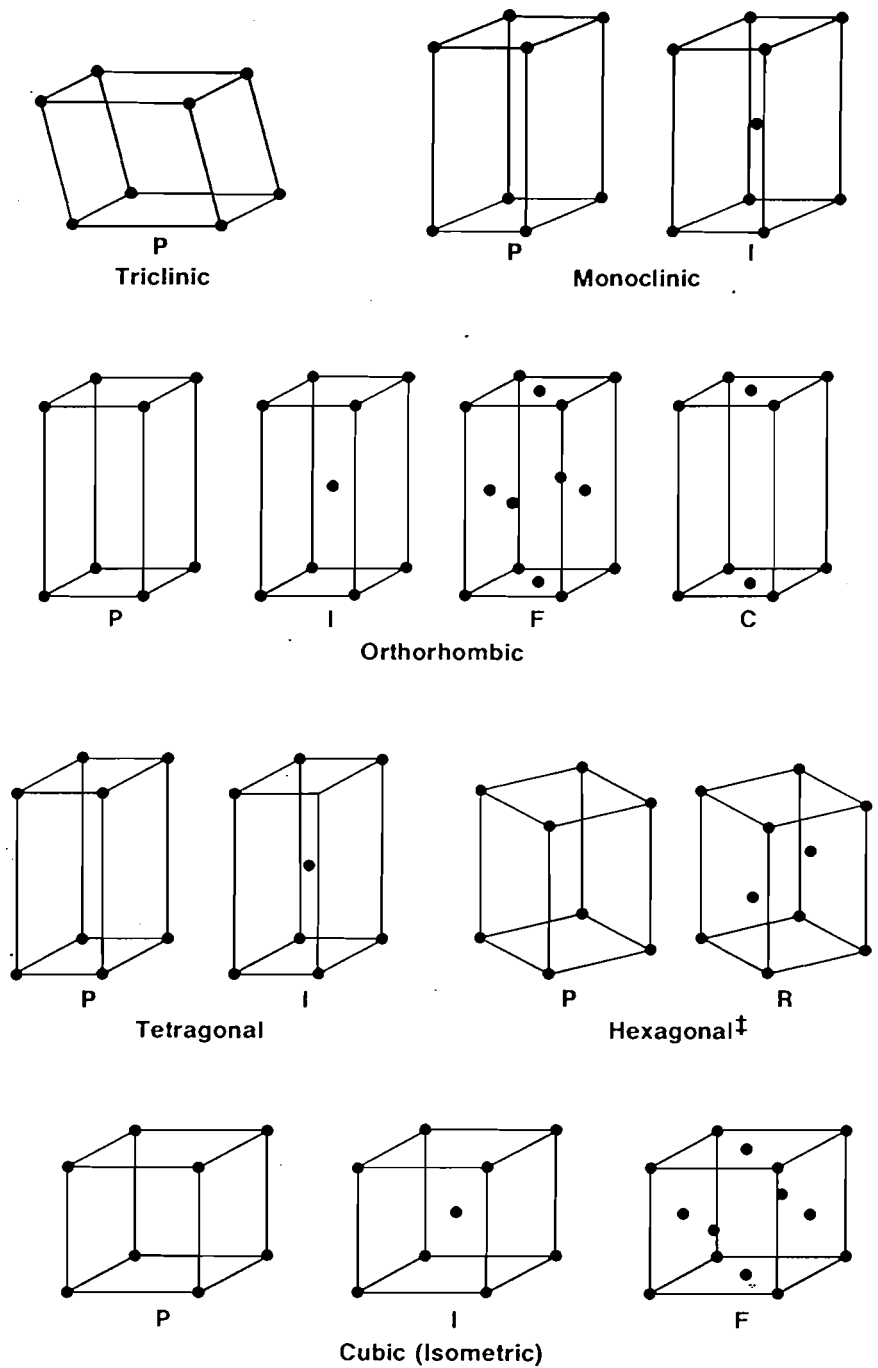 P
Triclinic
P I
Monoclinic
P I F C
Orthorhombic
P I
Tetragonal
P R
Hexagonal‡
P I F
Cubic (Isometric)